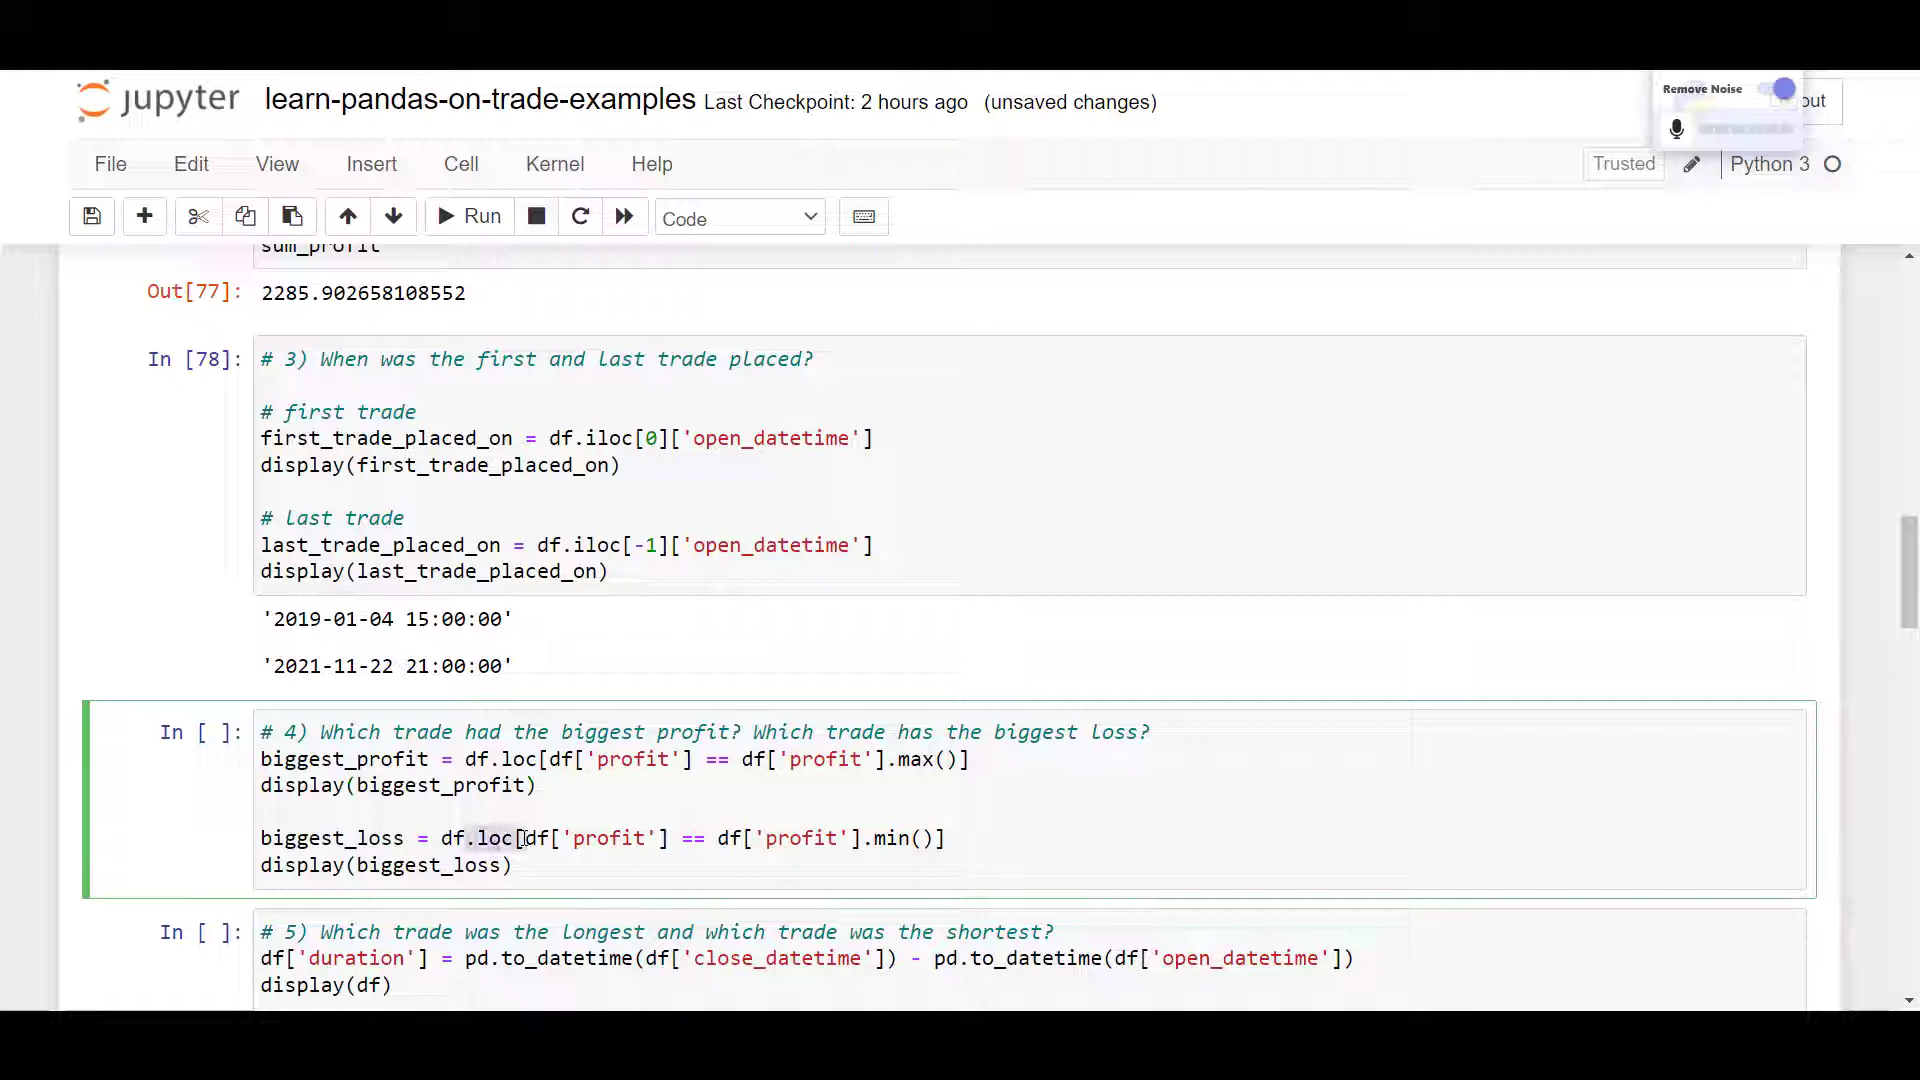 jupyter learn-pandas-on-trade-examples Last Checkpoint: 2 hours ago (unsaved changes)
Remove Noise
out
File Edit View Insert Cell Kernel Help
Trusted Python 3
Run Code
sum_profit
Out[77]: 2285.902658108552
In [78]: # 3) When was the first and last trade placed?
# first trade
first_trade_placed_on = df.iloc[0]['open_datetime']
display(first_trade_placed_on)
# last trade
last_trade_placed_on = df.iloc[-1]['open_datetime']
display(last_trade_placed_on)
'2019-01-04 15:00:00'
'2021-11-22 21:00:00'
In [ ]: # 4) Which trade had the biggest profit? Which trade has the biggest loss?
biggest_profit = df.loc[df['profit'] == df['profit'].max()]
display(biggest_profit)
biggest_loss = df.loc[df['profit'] == df['profit'].min()]
display(biggest_loss)
In [ ]: # 5) Which trade was the longest and which trade was the shortest?
df['duration'] = pd.to_datetime(df['close_datetime']) - pd.to_datetime(df['open_datetime'])
display(df)